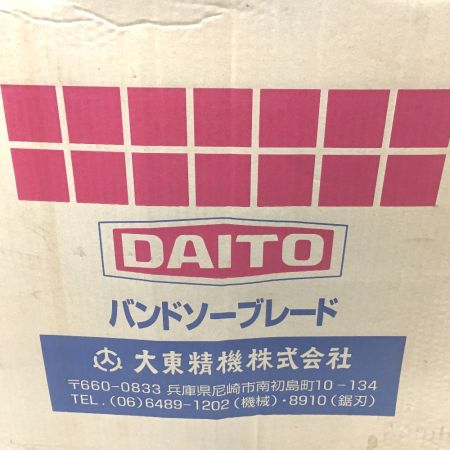 DAITO
バンドソーブレード
大東精機株式会社
〒660-0833 兵庫県尼崎市南初島町10-134
TEL.(06)6489-1202(機械)・8910(鋸刃)